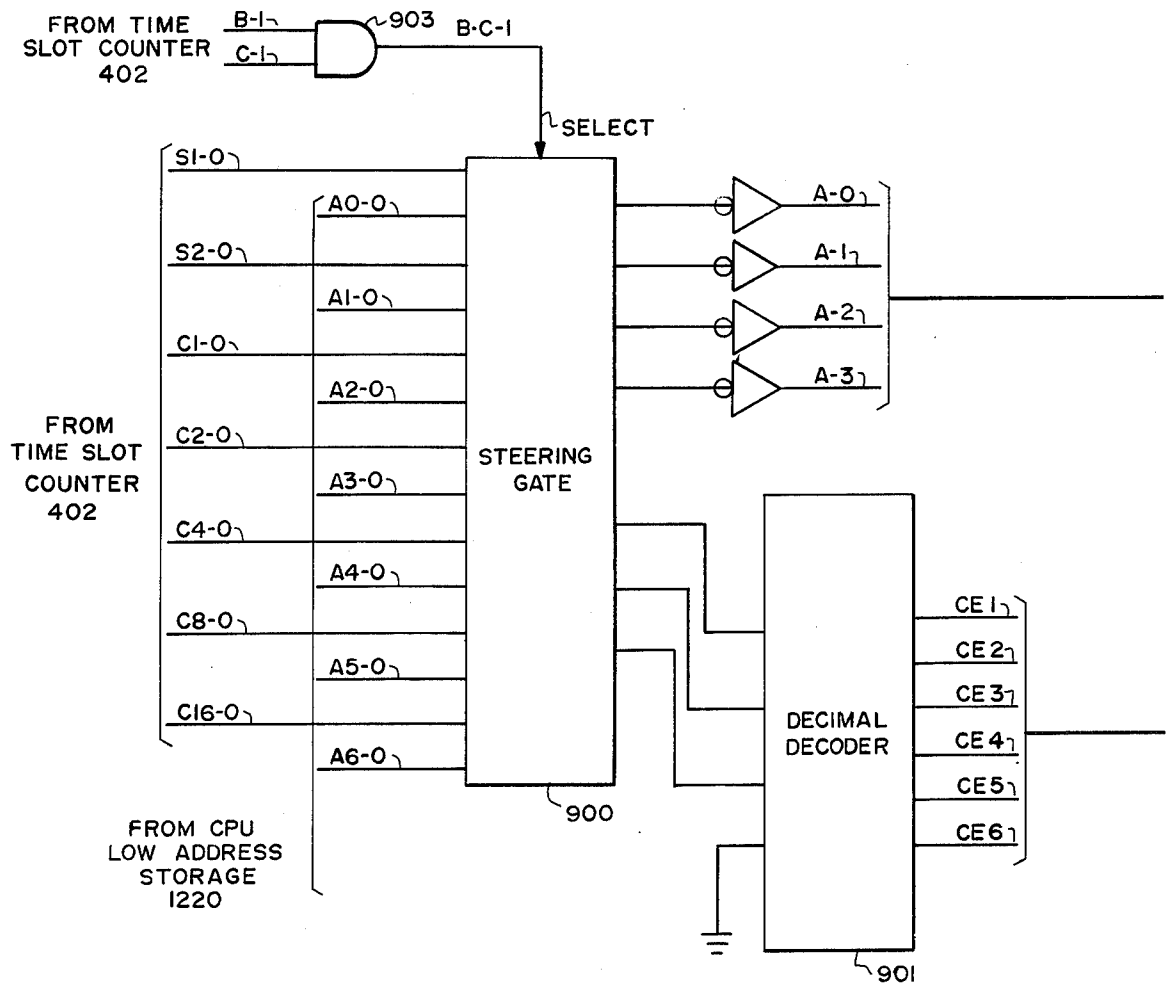 FROM TIME
SLOT COUNTER
402
B-1
C-1
903
B·C-1
SELECT
S1-0
A0-0
S2-0
A1-0
C1-0
A2-0
C2-0
A3-0
C4-0
A4-0
C8-0
A5-0
C16-0
A6-0
FROM
TIME SLOT
COUNTER
402
FROM CPU
LOW ADDRESS
STORAGE
1220
STEERING
GATE
900
A-0
A-1
A-2
A-3
DECIMAL
DECODER
901
CE1
CE2
CE3
CE4
CE5
CE6